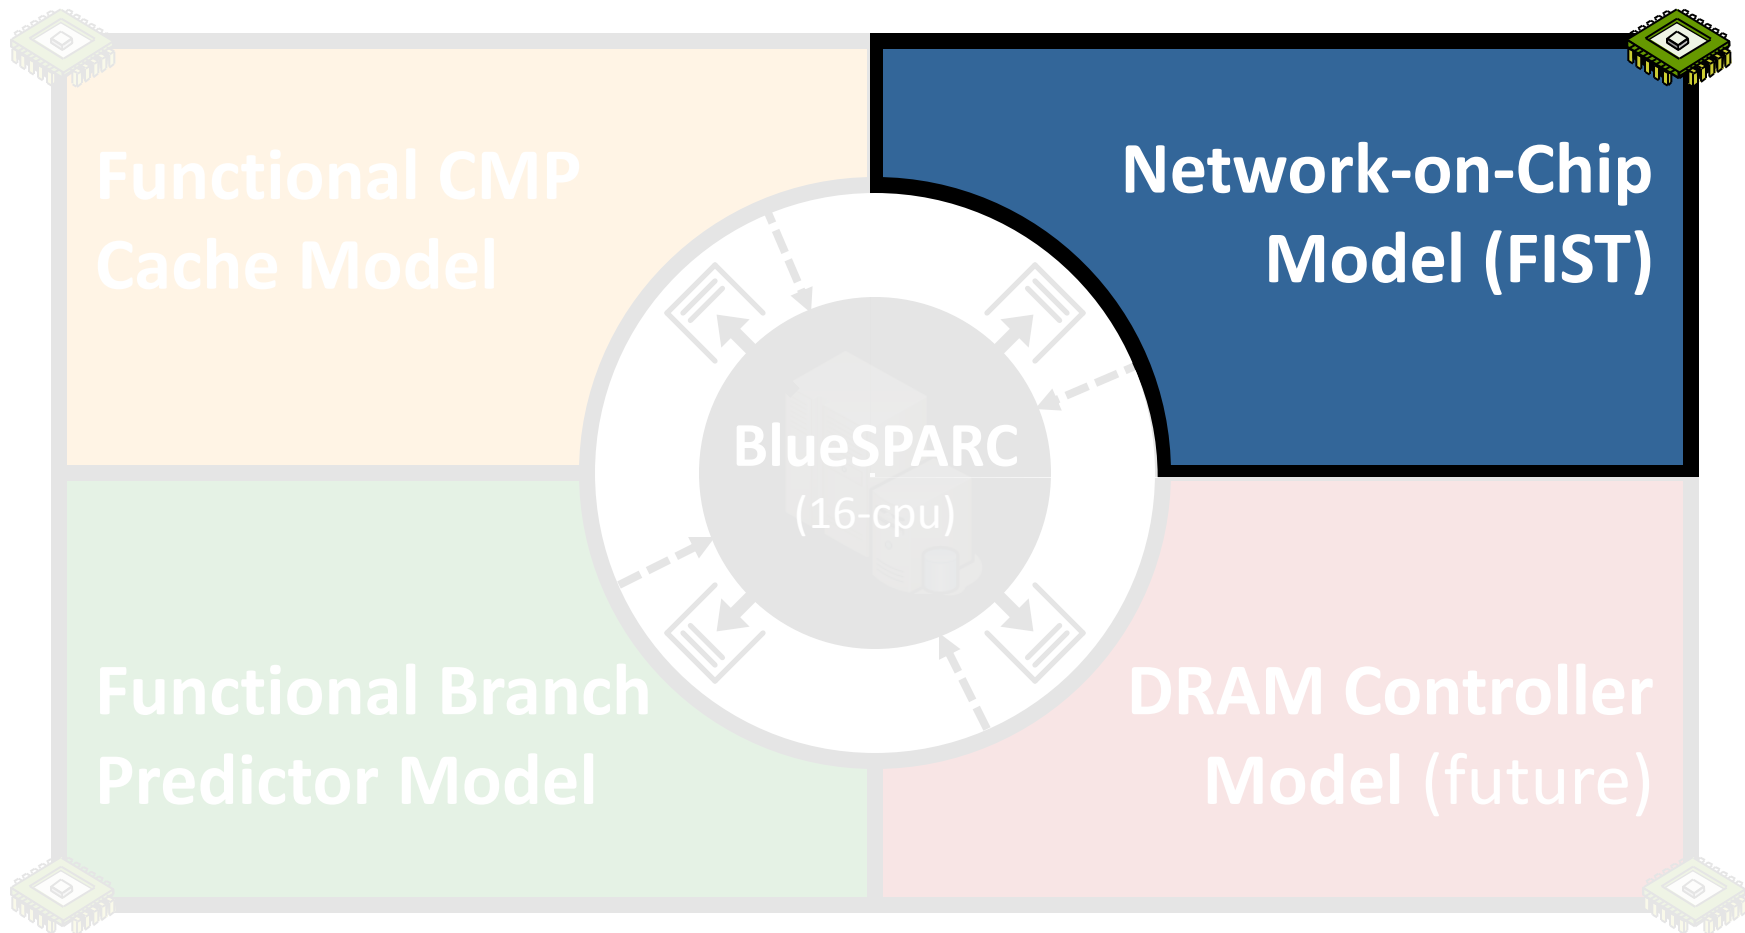 Functional CMP
Cache Model
Network-on-Chip
Model (FIST)
BlueSPARC
(16-cpu)
Functional Branch
Predictor Model
DRAM Controller
Model (future)